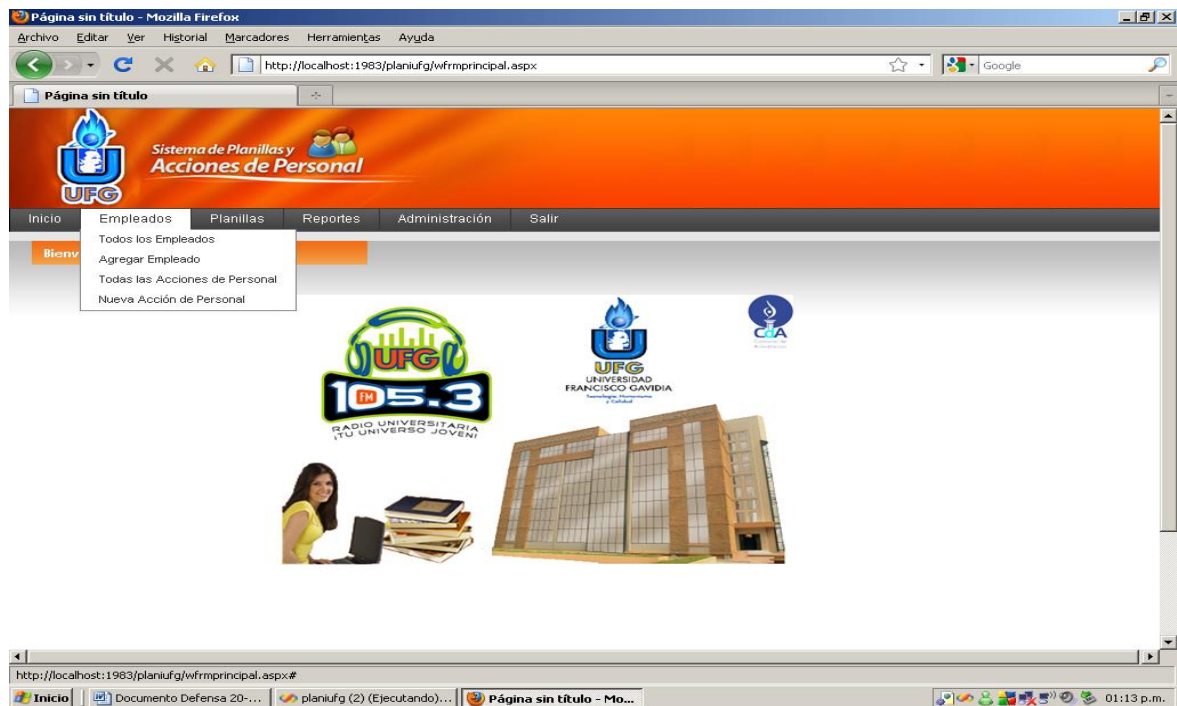 Página sin título - Mozilla Firefox
Archivo Editar Ver Historial Marcadores Herramientas Ayuda
http://localhost:1983/planiufg/wfrmprincipal.aspx
Google
Página sin título
UFG
Sistema de Planillas y
Acciones de Personal
Inicio Empleados Planillas Reportes Administración Salir
Todos los Empleados
Bienv
Agregar Empleado
Todas las Acciones de Personal
Nueva Acción de Personal
UFG
FM 105.3
RADIO UNIVERSITARIA
¡TU UNIVERSO JOVEN!
UFG
UNIVERSIDAD
FRANCISCO GAVIDIA
Tecnología, Humanismo
y Calidad
CdA
http://localhost:1983/planiufg/wfrmprincipal.aspx#
Inicio
Documento Defensa 20-...
planiufg (2) (Ejecutando)...
Página sin título - Mo...
01:13 p.m.